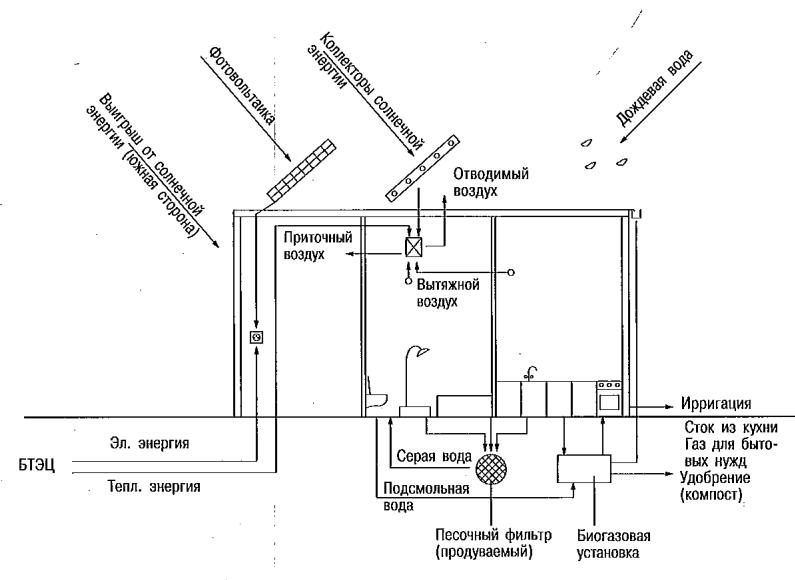 Фотовольтаика
Коллекторы солнечной
энергии
Дождевая вода
Выигрыш от солнечной
энергии (южная сторона)
Отводимый
воздух
Приточный
воздух
Вытяжной
воздух
Ирригация
Эл. энергия
БТЭЦ
Тепл. энергия
Серая вода
Подсмольная
вода
Сток из кухни
Газ для быто-
вых нужд
Удобрение
(компост)
Песочный фильтр
(продуваемый)
Биогазовая
установка